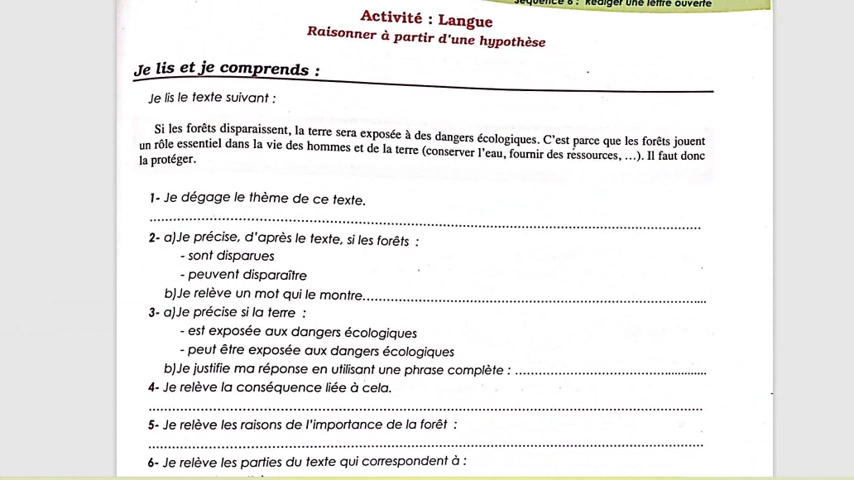 Séquence 6 : Rédiger une lettre ouverte
Activité : Langue
Raisonner à partir d'une hypothèse
Je lis et je comprends :
Je lis le texte suivant :
Si les forêts disparaissent, la terre sera exposée à des dangers écologiques. C'est parce que les forêts jouent
un rôle essentiel dans la vie des hommes et de la terre (conserver l'eau, fournir des ressources, ...). Il faut donc
la protéger.
1- Je dégage le thème de ce texte.
2- a)Je précise, d'après le texte, si les forêts :
- sont disparues
- peuvent disparaître
b)Je relève un mot qui le montre
3- a)Je précise si la terre :
- est exposée aux dangers écologiques
- peut être exposée aux dangers écologiques
b)Je justifie ma réponse en utilisant une phrase complète :
4- Je relève la conséquence liée à cela.
5- Je relève les raisons de l'importance de la forêt :
6- Je relève les parties du texte qui correspondent à :